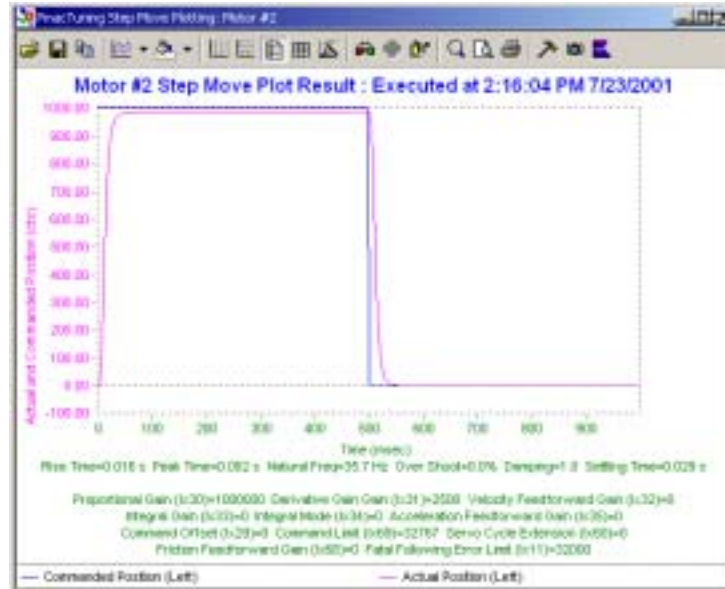 PmacTuning Step Move Plotting: Motor #2
Motor #2 Step Move Plot Result : Executed at 2:16:04 PM 7/23/2001
1000.00
900.00
800.00
700.00
600.00
500.00
400.00
300.00
200.00
100.00
0.00
-100.00
Actual and Commanded Position (cts)
0 100 200 300 400 500 600 700 800 900
Time (msec)
Rise Time=0.016 s Peak Time=0.082 s Natural Freq=35.7 Hz Over Shoot=0.0% Damping=1.0 Settling Time=0.029 s
Proportional Gain (Ix30)=1000000 Derivative Gain Gain (Ix31)=2500 Velocity Feedforward Gain (Ix32)=0
Integral Gain (Ix33)=0 Integral Mode (Ix34)=0 Acceleration Feedforward Gain (Ix35)=0
Command Offset (Ix29)=0 Command Limit (Ix69)=32767 Servo Cycle Extension (Ix60)=0
Friction Feedforward Gain (Ix68)=0 Fatal Following Error Limit (Ix11)=32000
Commanded Position (Left)
Actual Position (Left)